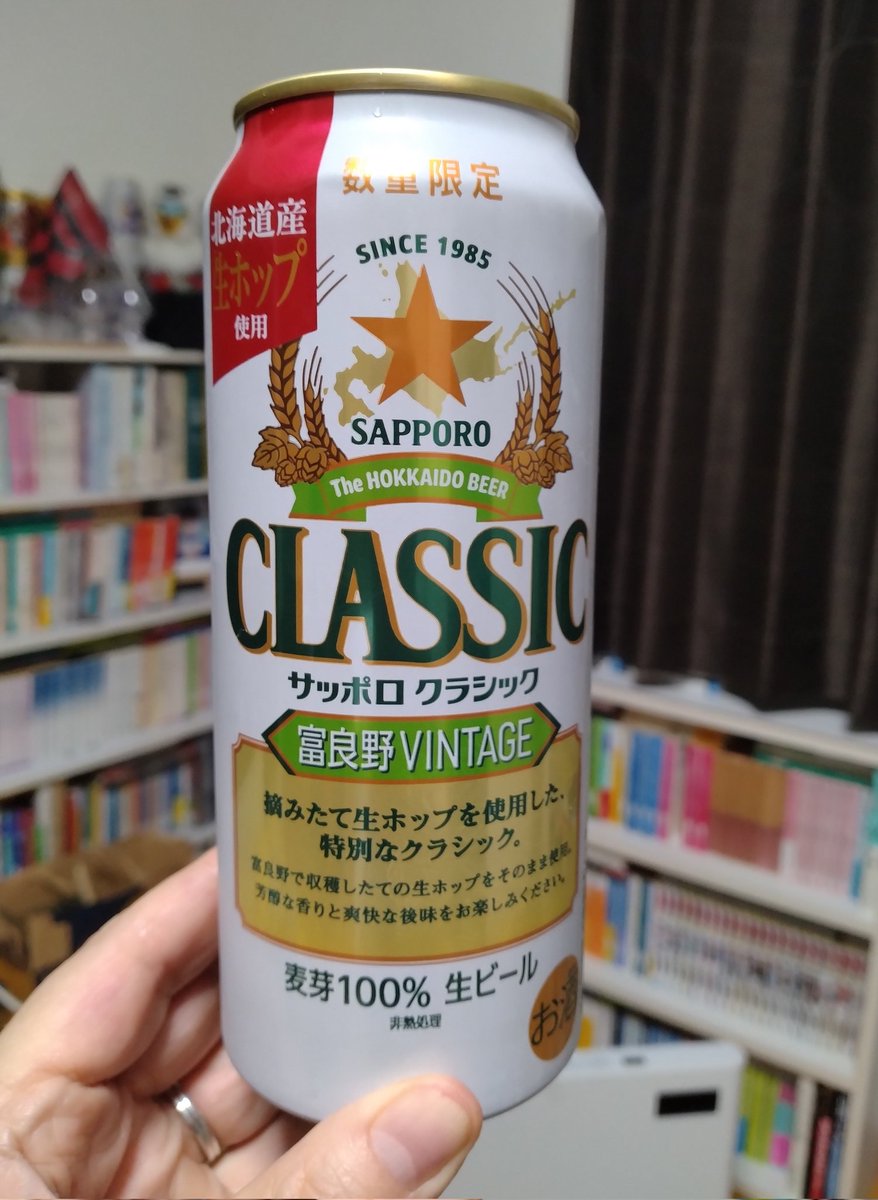 数量限定
北海道産
生ホップ
使用
SINCE 1985
SAPPORO
The HOKKAIDO BEER
CLASSIC
サッポロ クラシック
富良野VINTAGE
摘みたて生ホップを使用した、
特別なクラシック。
富良野で収穫したての生ホップをそのまま使用。
芳醇な香りと爽快な後味をお楽しみください。
麦芽100% 生ビール
非熱処理
お酒